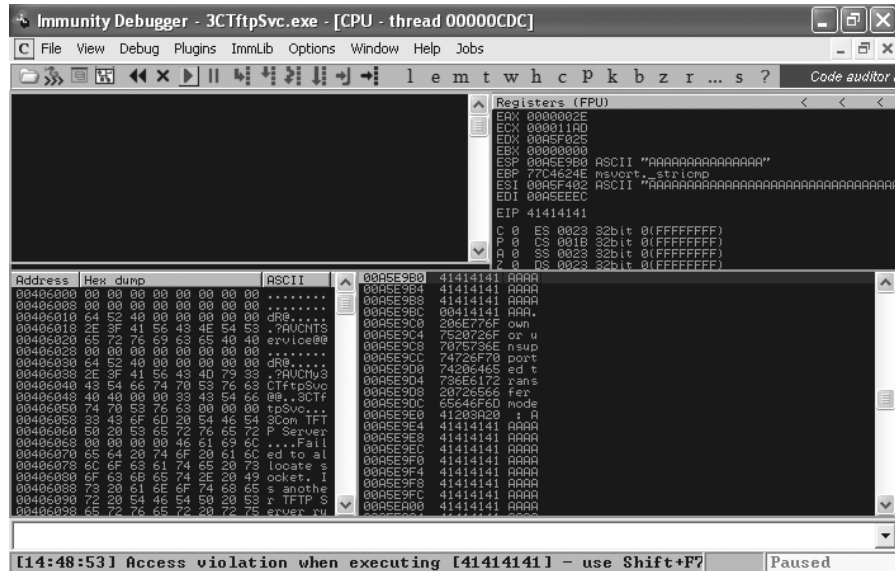 Immunity Debugger - 3CTftpSvc.exe - [CPU - thread 00000CDC]
C File View Debug Plugins ImmLib Options Window Help Jobs
l e m t w h c P k b z r ... s ? Code auditor
Registers (FPU) < < <
EAX 0000002E
ECX 000011AD
EDX 00A5F025
EBX 00000000
ESP 00A5E9B0 ASCII "AAAAAAAAAAAAAAA"
EBP 77C4624E msvcrt._stricmp
ESI 00A5F402
EDI 00A5EEEC
EIP 41414141
C 0 ES 0023 32bit 0(FFFFFFFF)
P 0 CS 001B 32bit 0(FFFFFFFF)
A 0 SS 0023 32bit 0(FFFFFFFF)
Z 0 DS 0023 32bit 0(FFFFFFFF)
Address Hex dump ASCII
00406000 00 00 00 00 00 00 00 00 ........
00406008 00 00 00 00 00 00 00 00 ........
00406010 64 52 40 00 00 00 00 00 dR@.....
00406018 2E 3F 41 56 43 4E 54 53 .?AVCNTS
00406020 65 72 76 69 63 65 40 40 ervice@@
00406028 00 00 00 00 00 00 00 00 ........
00406030 64 52 40 00 00 00 00 00 dR@.....
00406038 2E 3F 41 56 43 4D 79 33 .?AVCMy3
00406040 43 54 66 74 70 53 76 63 CTftpSvc
00406048 40 40 00 00 33 43 54 66 @@..3CTf
00406050 74 70 53 76 63 00 00 00 tpSvc...
00406058 33 43 6F 6D 20 54 46 54 3Com TFT
00406060 50 20 53 65 72 76 65 72 P Server
00406068 00 00 00 00 46 61 69 6C ....Fail
00406070 65 64 20 74 6F 20 61 6C ed to al
00406078 6C 6F 63 61 74 65 20 73 locate s
00406080 6F 63 6B 65 74 2E 20 49 ocket. I
00406088 73 20 61 6E 6F 74 68 65 s anothe
00406090 72 20 54 46 54 50 20 53 r TFTP S
00406098 65 72 76 65 72 20 72 75 erver ru
00A5E9B0 41414141 AAAA
00A5E9B4 41414141 AAAA
00A5E9B8 41414141 AAAA
00A5E9BC 00414141 AAA.
00A5E9C0 206E776F own
00A5E9C4 7520726F or u
00A5E9C8 7075736E nsup
00A5E9CC 74726F70 port
00A5E9D0 74206465 ed t
00A5E9D4 736E6172 rans
00A5E9D8 20726566 fer
00A5E9DC 65646F6D mode
00A5E9E0 41203A20 : A
00A5E9E4 41414141 AAAA
00A5E9E8 41414141 AAAA
00A5E9EC 41414141 AAAA
00A5E9F0 41414141 AAAA
00A5E9F4 41414141 AAAA
00A5E9F8 41414141 AAAA
00A5E9FC 41414141 AAAA
00A5EA00 41414141 AAAA
[14:48:53] Access violation when executing [41414141] - use Shift+F7
Paused